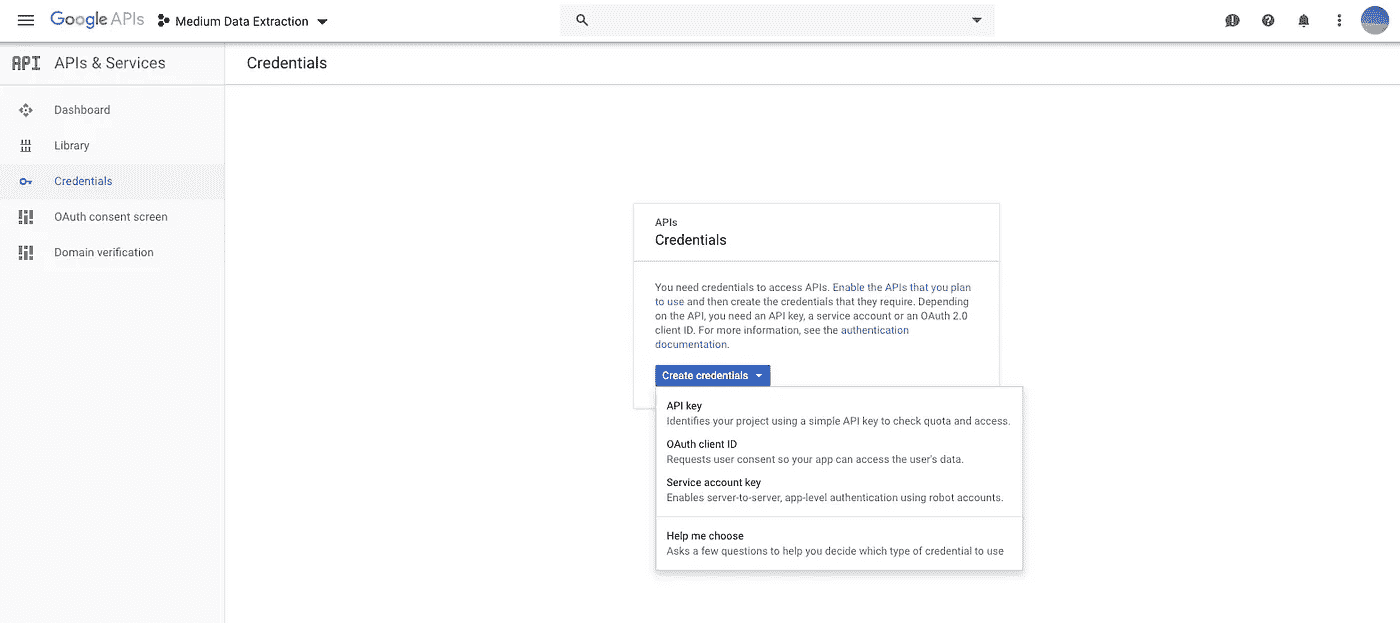 Google APIs
Medium Data Extraction
API
APIs & Services
Credentials
Dashboard
Library
Credentials
OAuth consent screen
Domain verification
APIs
Credentials
You need credentials to access APIs. Enable the APIs that you plan
to use and then create the credentials that they require. Depending
on the API, you need an API key, a service account or an OAuth 2.0
client ID. For more information, see the authentication
documentation.
Create credentials
API key
Identifies your project using a simple API key to check quota and access.
OAuth client ID
Requests user consent so your app can access the user's data.
Service account key
Enables server-to-server, app-level authentication using robot accounts.
Help me choose
Asks a few questions to help you decide which type of credential to use